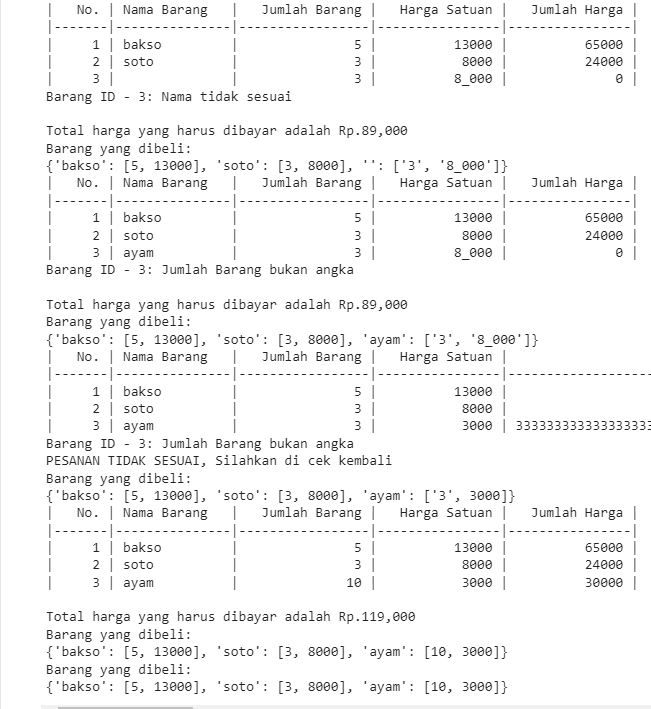 |   No. | Nama Barang   |   Jumlah Barang |   Harga Satuan |   Jumlah Harga |
|-------|---------------|-----------------|----------------|----------------|
|     1 | bakso         |               5 |          13000 |          65000 |
|     2 | soto          |               3 |           8000 |          24000 |
|     3 |               |               3 |          8_000 |              0 |
Barang ID - 3: Nama tidak sesuai

Total harga yang harus dibayar adalah Rp.89,000
Barang yang dibeli:
{'bakso': [5, 13000], 'soto': [3, 8000], '': ['3', '8_000']}
|   No. | Nama Barang   |   Jumlah Barang |   Harga Satuan |   Jumlah Harga |
|-------|---------------|-----------------|----------------|----------------|
|     1 | bakso         |               5 |          13000 |          65000 |
|     2 | soto          |               3 |           8000 |          24000 |
|     3 | ayam          |               3 |          8_000 |              0 |
Barang ID - 3: Jumlah Barang bukan angka

Total harga yang harus dibayar adalah Rp.89,000
Barang yang dibeli:
{'bakso': [5, 13000], 'soto': [3, 8000], 'ayam': ['3', '8_000']}
|   No. | Nama Barang   |   Jumlah Barang |   Harga Satuan |
|-------|---------------|-----------------|----------------|-------------------
|     1 | bakso         |               5 |          13000 |
|     2 | soto          |               3 |           8000 |
|     3 | ayam          |               3 |           3000 | 333333333333333333
Barang ID - 3: Jumlah Barang bukan angka
PESANAN TIDAK SESUAI, Silahkan di cek kembali
Barang yang dibeli:
{'bakso': [5, 13000], 'soto': [3, 8000], 'ayam': ['3', 3000]}
|   No. | Nama Barang   |   Jumlah Barang |   Harga Satuan |   Jumlah Harga |
|-------|---------------|-----------------|----------------|----------------|
|     1 | bakso         |               5 |          13000 |          65000 |
|     2 | soto          |               3 |           8000 |          24000 |
|     3 | ayam          |              10 |           3000 |          30000 |

Total harga yang harus dibayar adalah Rp.119,000
Barang yang dibeli:
{'bakso': [5, 13000], 'soto': [3, 8000], 'ayam': [10, 3000]}
Barang yang dibeli:
{'bakso': [5, 13000], 'soto': [3, 8000], 'ayam': [10, 3000]}